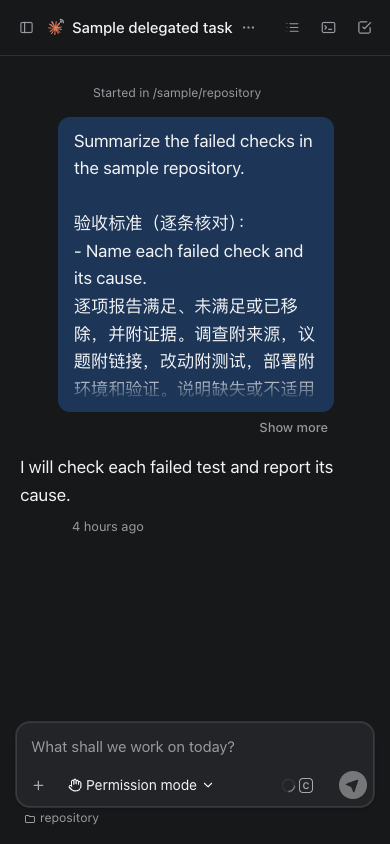 Sample delegated task
Started in /sample/repository
Summarize the failed checks in
the sample repository.
验收标准（逐条核对）：
- Name each failed check and
its cause.
逐项报告满足、未满足或已移
除，并附证据。调查附来源，议
题附链接，改动附测试，部署附
环境和验证。说明缺失或不适用
Show more
I will check each failed test and report its
cause.
4 hours ago
What shall we work on today?
Permission mode
C
repository